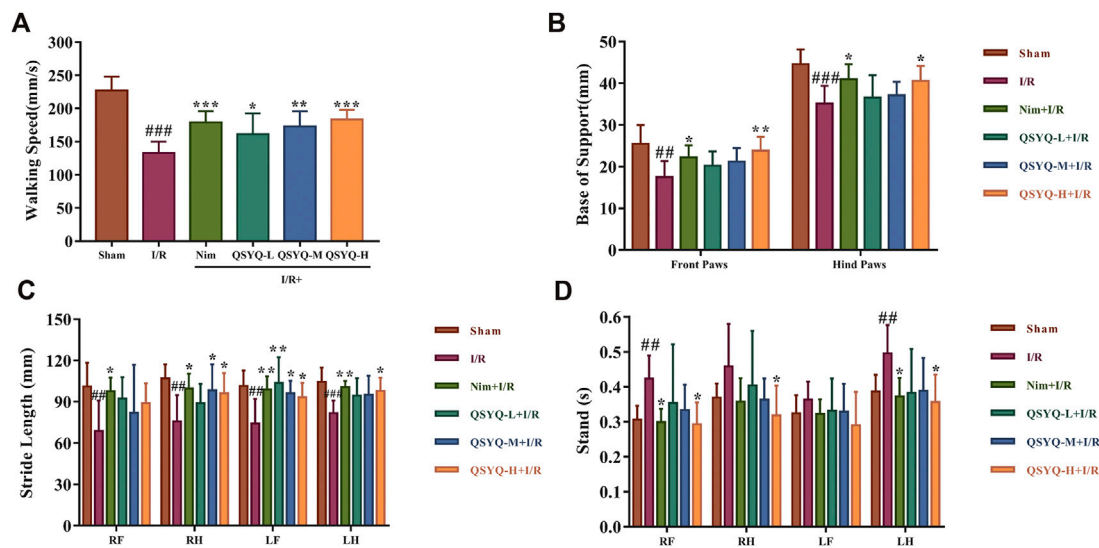 A
Walking Speed(mm/s)
300
250
200
150
100
50
0
###
***
*
**
***
Sham I/R Nim QSYQ-L QSYQ-M QSYQ-H
I/R+
B
Base of Support(mm)
50
40
30
20
10
0
##
*
**
###
*
*
Front Paws Hind Paws
Sham
I/R
Nim+I/R
QSYQ-L+I/R
QSYQ-M+I/R
QSYQ-H+I/R
C
Stride Length (mm)
150
120
90
60
30
0
##
*
##
*
*
*
##
**
**
*
*
###
**
*
RF RH LF LH
Sham
I/R
Nim+I/R
QSYQ-L+I/R
QSYQ-M+I/R
QSYQ-H+I/R
D
Stand (s)
0.6
0.5
0.4
0.3
0.2
0.1
0.0
##
*
*
*
##
*
*
RF RH LF LH
Sham
I/R
Nim+I/R
QSYQ-L+I/R
QSYQ-M+I/R
QSYQ-H+I/R